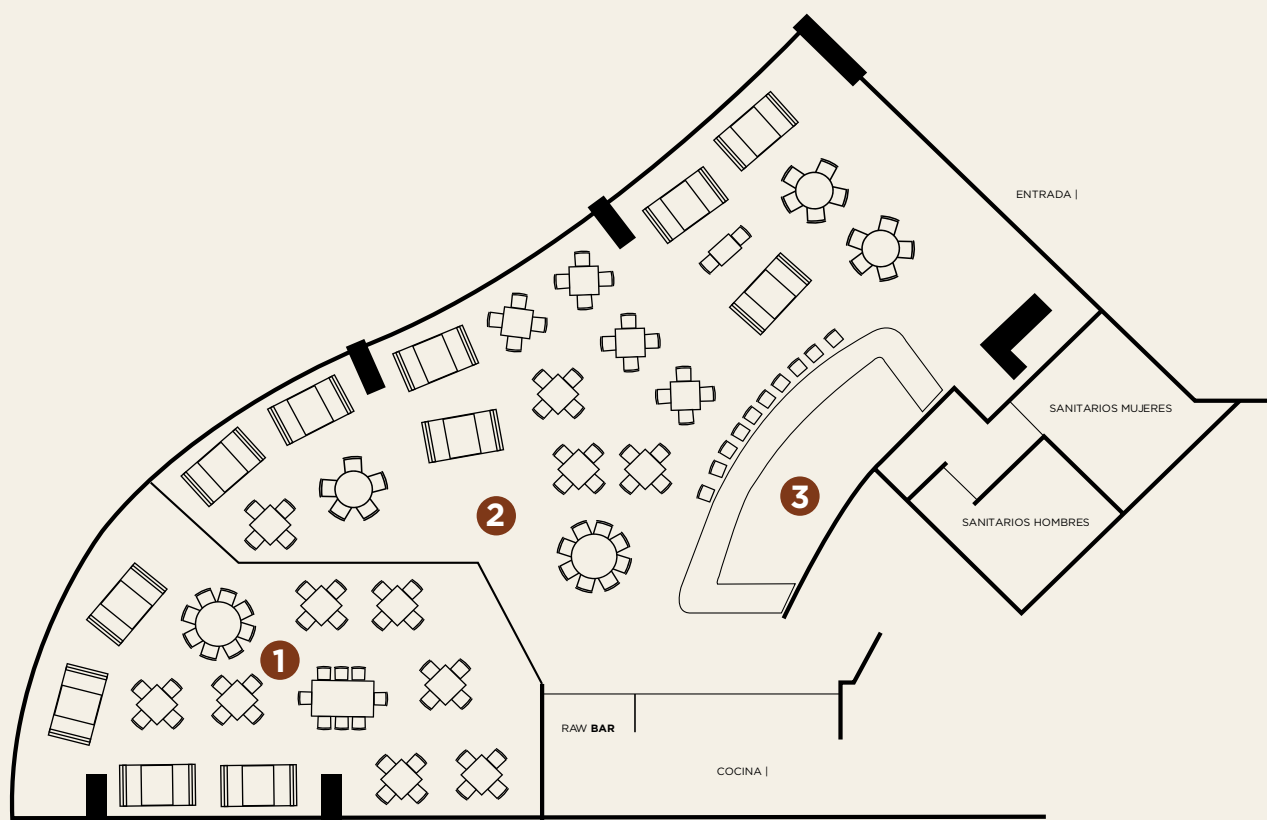 ENTRADA |
SANITARIOS MUJERES
3
2
SANITARIOS HOMBRES
1
RAW BAR
COCINA |